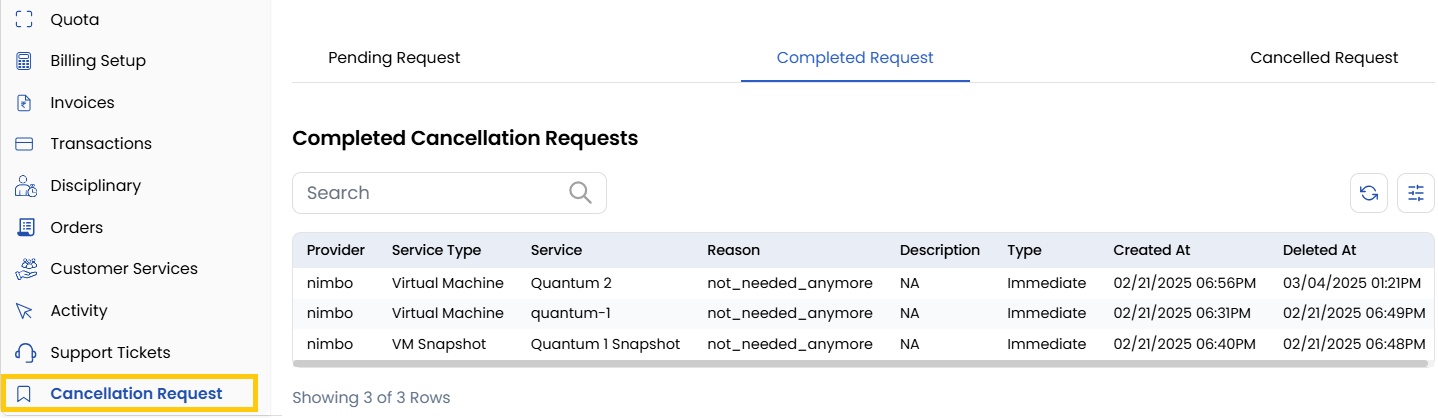 Quota
Billing Setup
Invoices
Transactions
Disciplinary
Orders
Customer Services
Activity
Support Tickets
Cancellation Request
Pending Request Completed Request Cancelled Request
Completed Cancellation Requests
Search
Provider Service Type Service Reason Description Type Created At Deleted At
nimbo Virtual Machine Quantum 2 not_needed_anymore NA Immediate 02/21/2025 06:56PM 03/04/2025 01:21PM
nimbo Virtual Machine quantum-1 not_needed_anymore NA Immediate 02/21/2025 06:31PM 02/21/2025 06:49PM
nimbo VM Snapshot Quantum 1 Snapshot not_needed_anymore NA Immediate 02/21/2025 06:40PM 02/21/2025 06:48PM
Showing 3 of 3 Rows